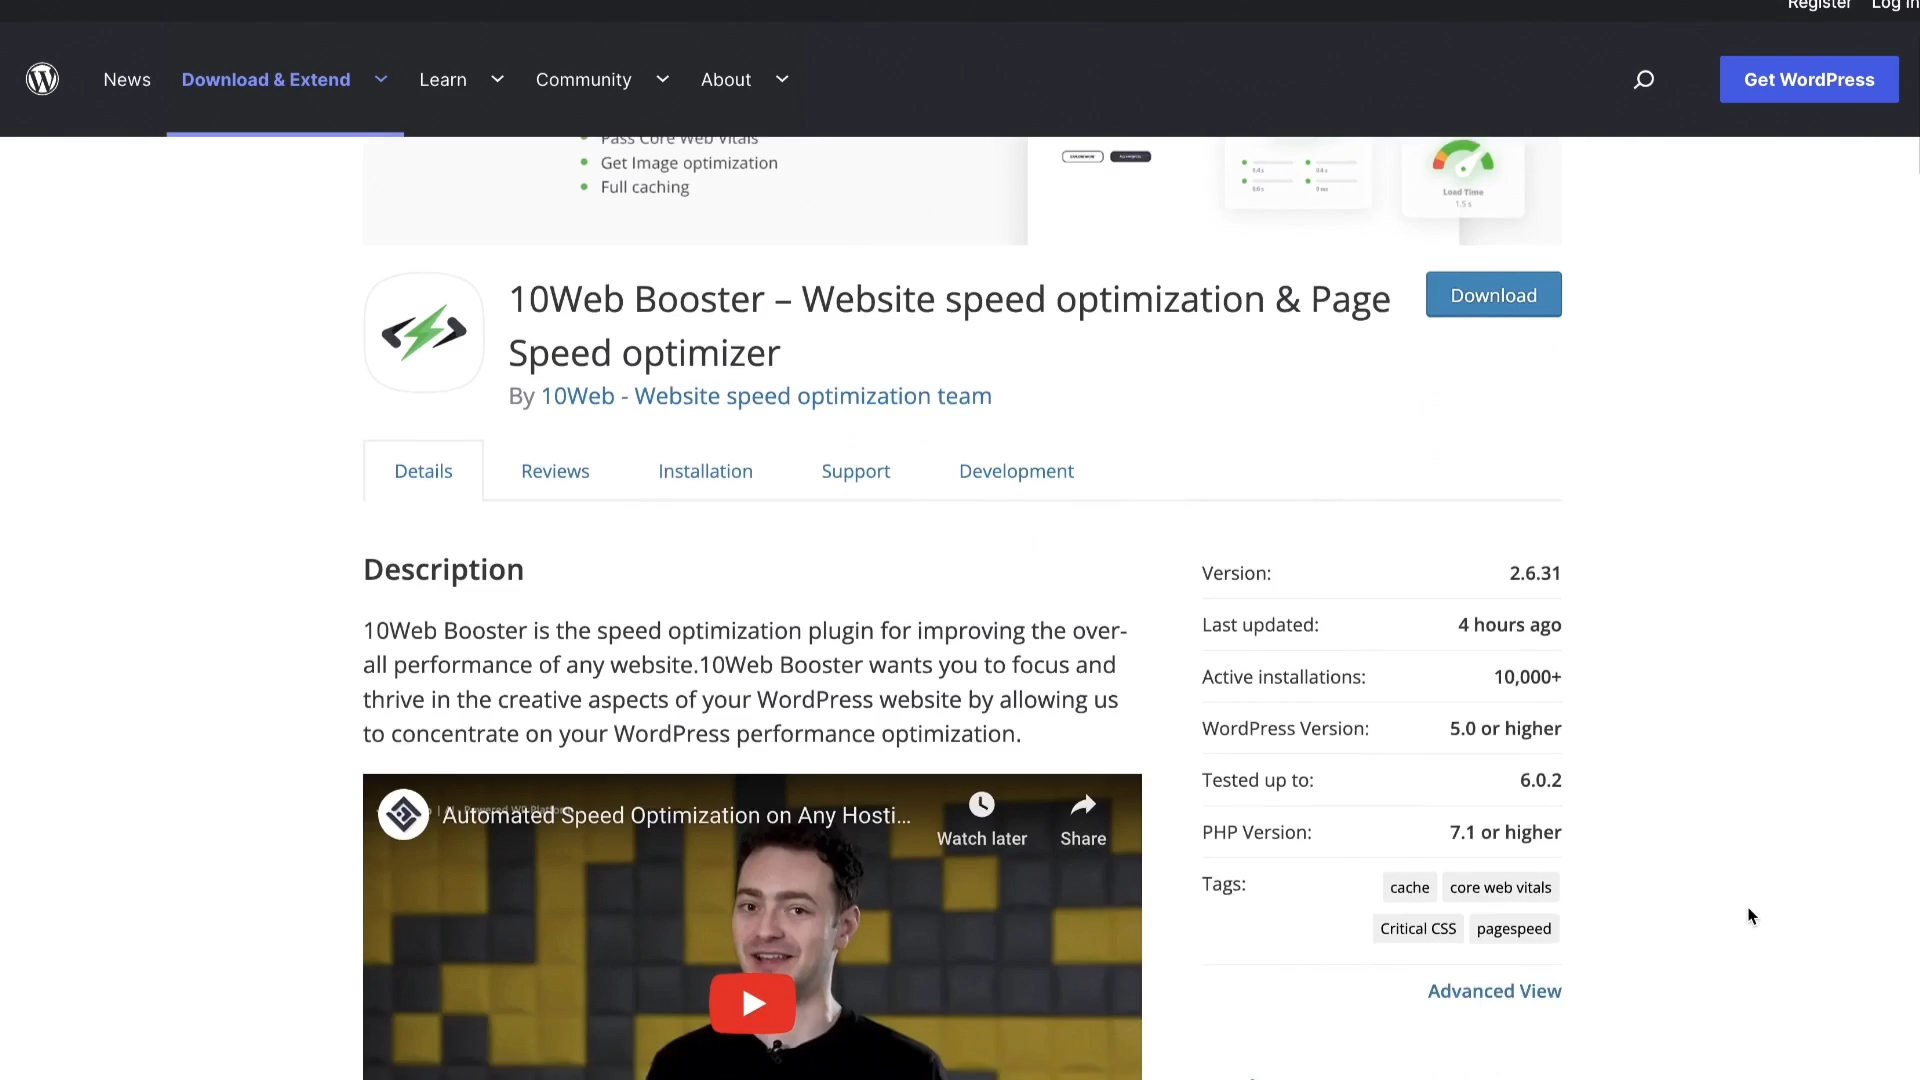 Register Log In
News Download & Extend Learn Community About Get WordPress
Pass Core Web Vitals
Get Image optimization
Full caching
Load Time
1.5 s
10Web Booster – Website speed optimization & Page
Speed optimizer
Download
By 10Web - Website speed optimization team
Details Reviews Installation Support Development
Description
10Web Booster is the speed optimization plugin for improving the over-
all performance of any website.10Web Booster wants you to focus and
thrive in the creative aspects of your WordPress website by allowing us
to concentrate on your WordPress performance optimization.
Automated Speed Optimization on Any Hosti...
Watch later Share
Version: 2.6.31
Last updated: 4 hours ago
Active installations: 10,000+
WordPress Version: 5.0 or higher
Tested up to: 6.0.2
PHP Version: 7.1 or higher
Tags: cache core web vitals
Critical CSS pagespeed
Advanced View